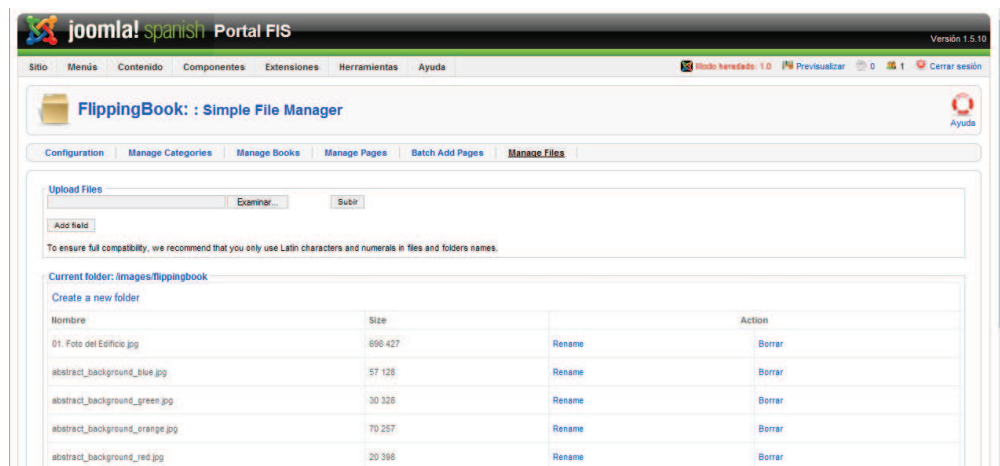 joomla! spanish Portal FIS
Versión 1.5.10
Sitio Menús Contenido Componentes Extensiones Herramientas Ayuda Modo heredado: 1.0 Previsualizar 0 1 Cerrar sesión
FlippingBook: : Simple File Manager
Ayuda
Configuration Manage Categories Manage Books Manage Pages Batch Add Pages Manage Files
Upload Files
Examinar... Subir
Add field
To ensure full compatibility, we recommend that you only use Latin characters and numerals in files and folders names.
Current folder: /images/flippingbook
Create a new folder
Nombre Size Action
01. Foto del Edificio.jpg 698 427 Rename Borrar
abstract_background_blue.jpg 57 128 Rename Borrar
abstract_background_green.jpg 30 328 Rename Borrar
abstract_background_orange.jpg 70 257 Rename Borrar
abstract_background_red.jpg 20 398 Rename Borrar